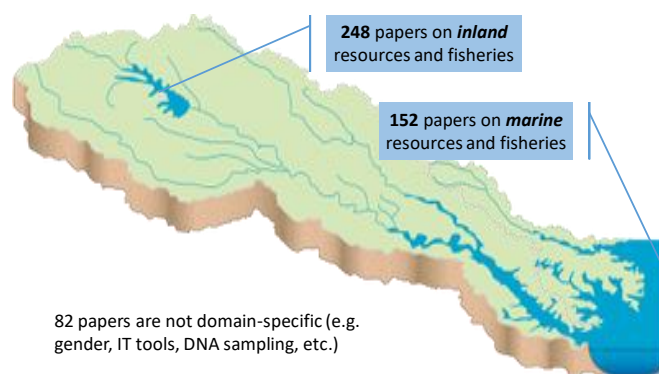 248 papers on inland
resources and fisheries
152 papers on marine
resources and fisheries
82 papers are not domain-specific (e.g.
gender, IT tools, DNA sampling, etc.)